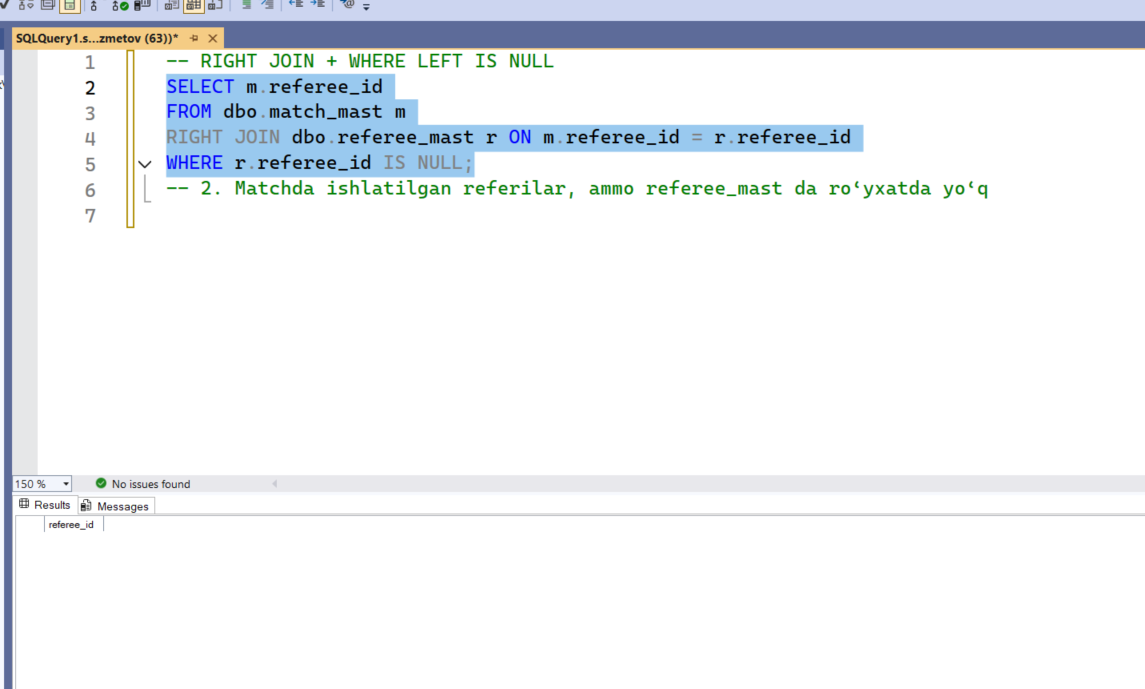 SQLQuery1.s...zmetov (63))*
1 -- RIGHT JOIN + WHERE LEFT IS NULL
2 SELECT m.referee_id
3 FROM dbo.match_mast m
4 RIGHT JOIN dbo.referee_mast r ON m.referee_id = r.referee_id
5 WHERE r.referee_id IS NULL;
6 -- 2. Matchda ishlatilgan referilar, ammo referee_mast da ro‘yxatda yo‘q
7
150 % No issues found
Results Messages
referee_id